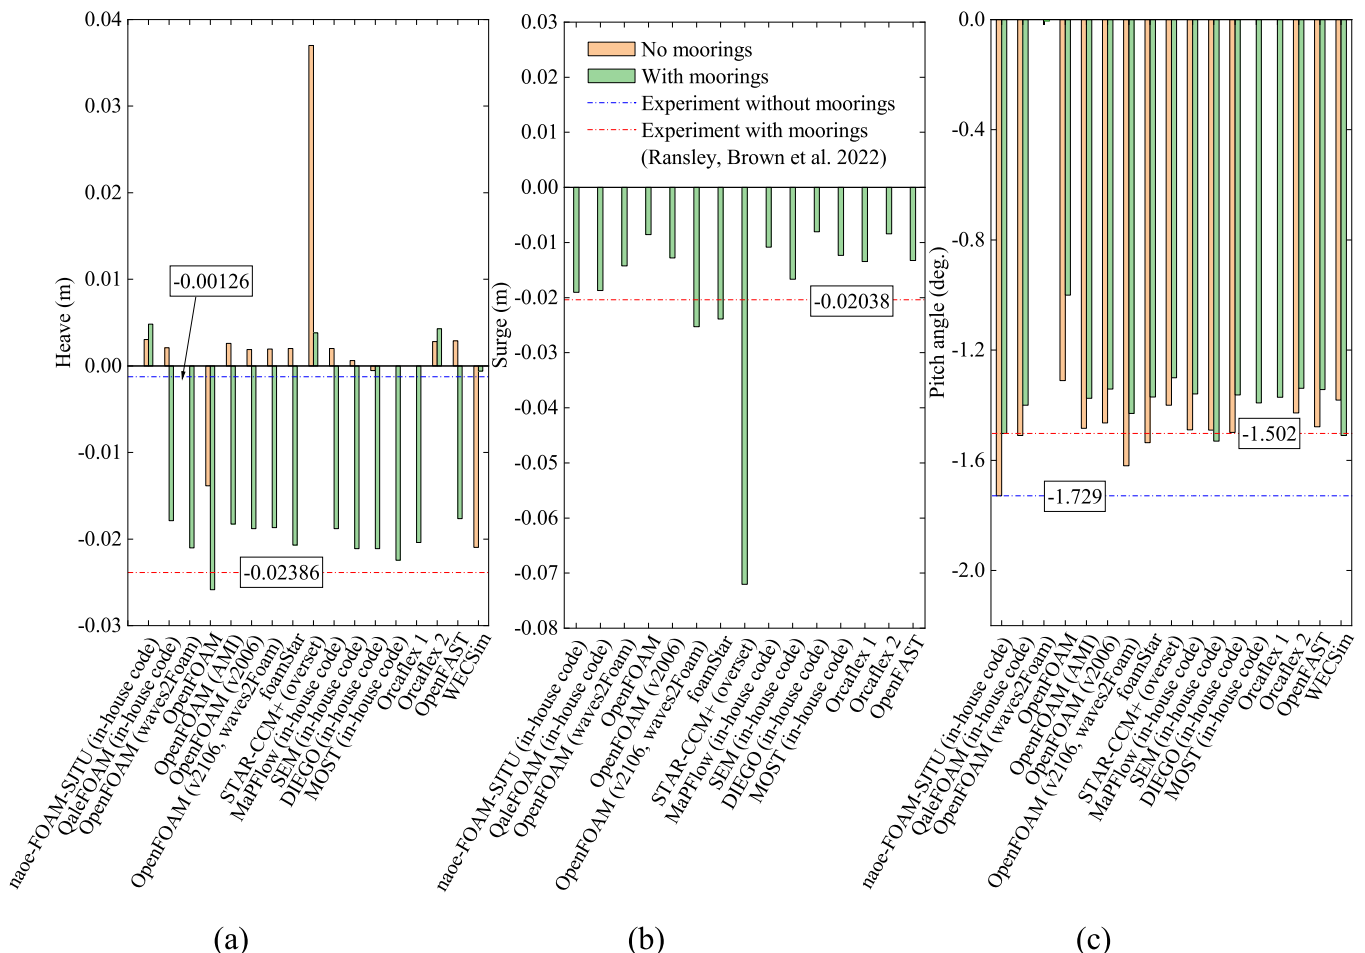 0.04
0.03
0.02
0.01
0.00
-0.01
-0.02
-0.03
Heave (m)
-0.00126
-0.02386
naoe-FOAM-SJTU (in-house code)
QaleFOAM (in-house code)
OpenFOAM (waves2Foam)
OpenFOAM
OpenFOAM (AMI)
OpenFOAM (v2006)
OpenFOAM (v2106, waves2Foam)
foamStar
STAR-CCM+ (overset)
MaPFlow (in-house code)
SEM (in-house code)
DIEGO (in-house code)
MOST (in-house code)
Orcaflex 1
Orcaflex 2
OpenFAST
WECSim
(a)
0.03
0.02
0.01
0.00
-0.01
-0.02
-0.03
-0.04
-0.05
-0.06
-0.07
-0.08
Surge (m)
No moorings
With moorings
Experiment without moorings
Experiment with moorings
(Ransley, Brown et al. 2022)
-0.02038
naoe-FOAM-SJTU (in-house code)
QaleFOAM (in-house code)
OpenFOAM (waves2Foam)
OpenFOAM
OpenFOAM (v2006)
OpenFOAM (v2106, waves2Foam)
foamStar
STAR-CCM+ (overset)
MaPFlow (in-house code)
SEM (in-house code)
DIEGO (in-house code)
MOST (in-house code)
Orcaflex 1
Orcaflex 2
OpenFAST
(b)
0.0
-0.4
-0.8
-1.2
-1.6
-2.0
Pitch angle (deg.)
-1.502
-1.729
naoe-FOAM-SJTU (in-house code)
QaleFOAM (in-house code)
OpenFOAM (waves2Foam)
OpenFOAM
OpenFOAM (AMI)
OpenFOAM (v2006)
OpenFOAM (v2106, waves2Foam)
foamStar
STAR-CCM+ (overset)
MaPFlow (in-house code)
SEM (in-house code)
DIEGO (in-house code)
MOST (in-house code)
Orcaflex 1
Orcaflex 2
OpenFAST
WECSim
(c)